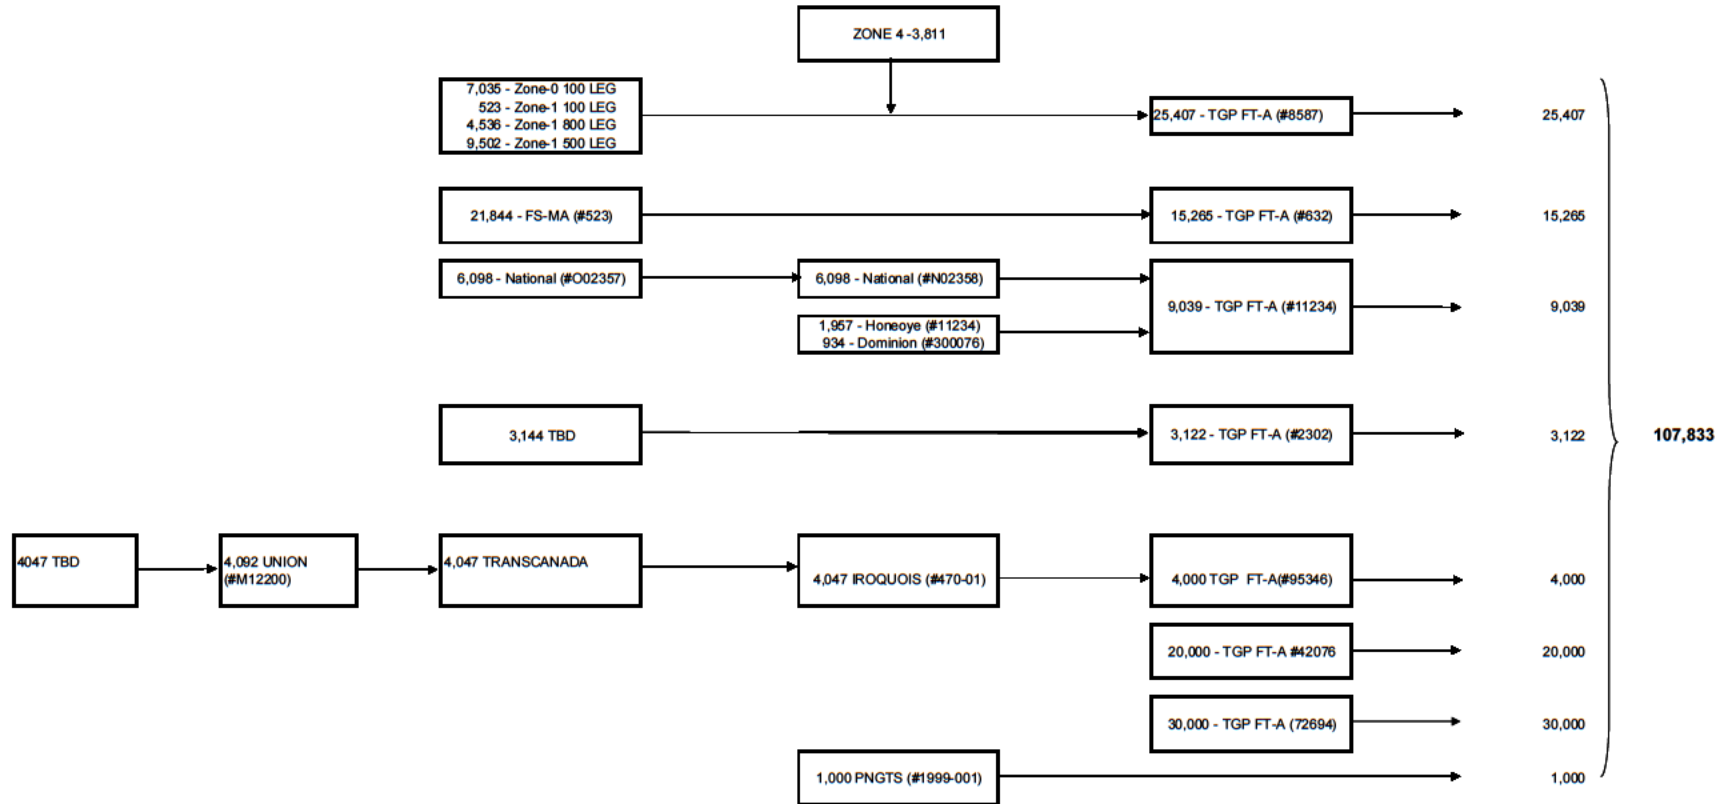 ZONE 4 -3,811
7,035 - Zone-0 100 LEG
523 - Zone-1 100 LEG
4,536 - Zone-1 800 LEG
9,502 - Zone-1 500 LEG
25,407 - TGP FT-A (#8587)
25,407
21,844 - FS-MA (#523)
15,265 - TGP FT-A (#632)
15,265
6,098 - National (#O02357)
6,098 - National (#N02358)
9,039 - TGP FT-A (#11234)
9,039
1,957 - Honeoye (#11234)
934 - Dominion (#300076)
3,144 TBD
3,122 - TGP FT-A (#2302)
3,122
107,833
4047 TBD
4,092 UNION
(#M12200)
4,047 TRANSCANADA
4,047 IROQUOIS (#470-01)
4,000 TGP  FT-A(#95346)
4,000
20,000 - TGP FT-A #42076
20,000
30,000 - TGP FT-A (72694)
30,000
1,000 PNGTS (#1999-001)
1,000